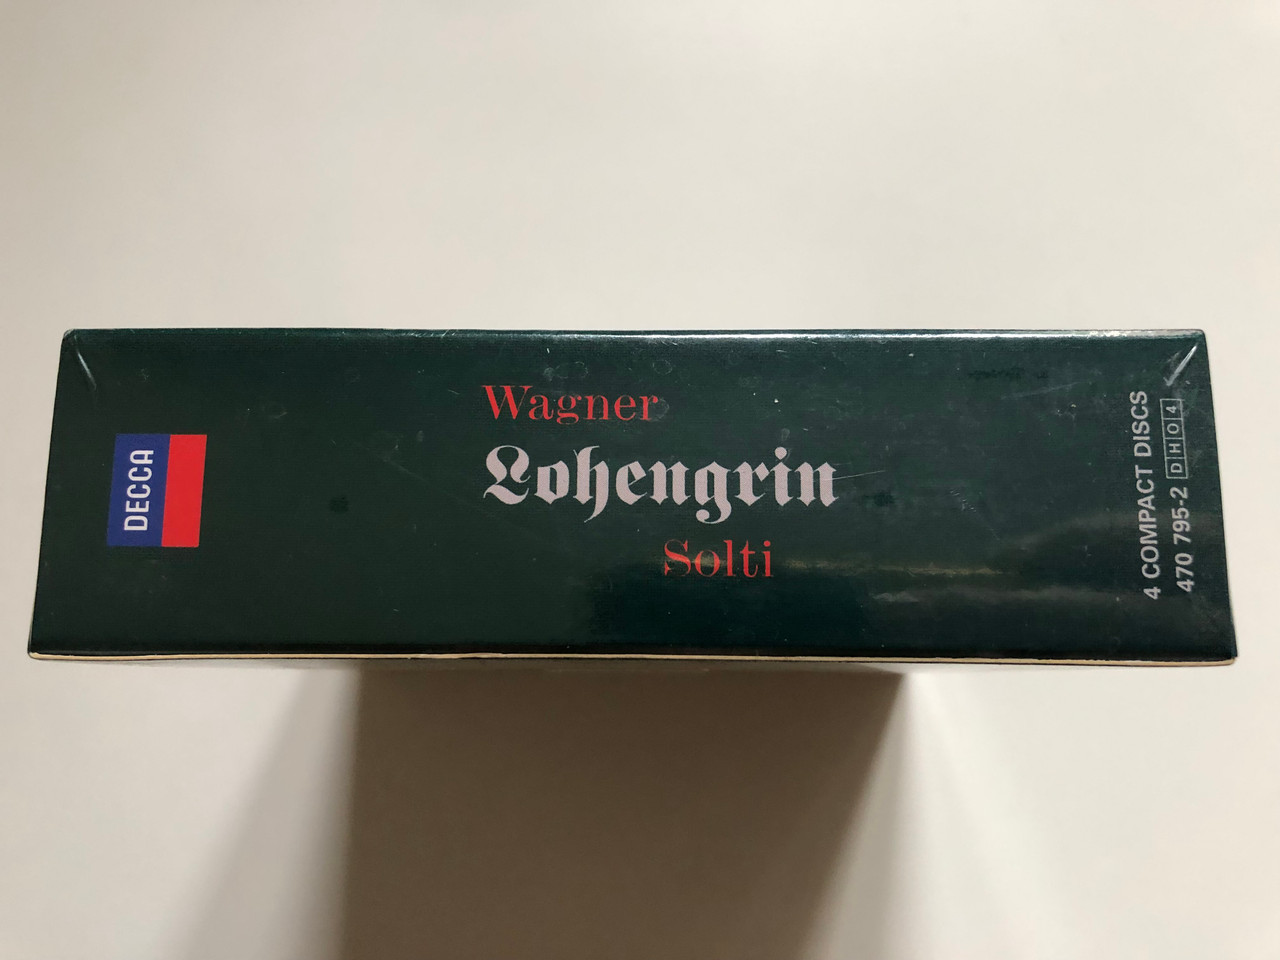 DECCA
Wagner
Lohengrin
Solti
4 COMPACT DISCS
470 795-2 DHO4